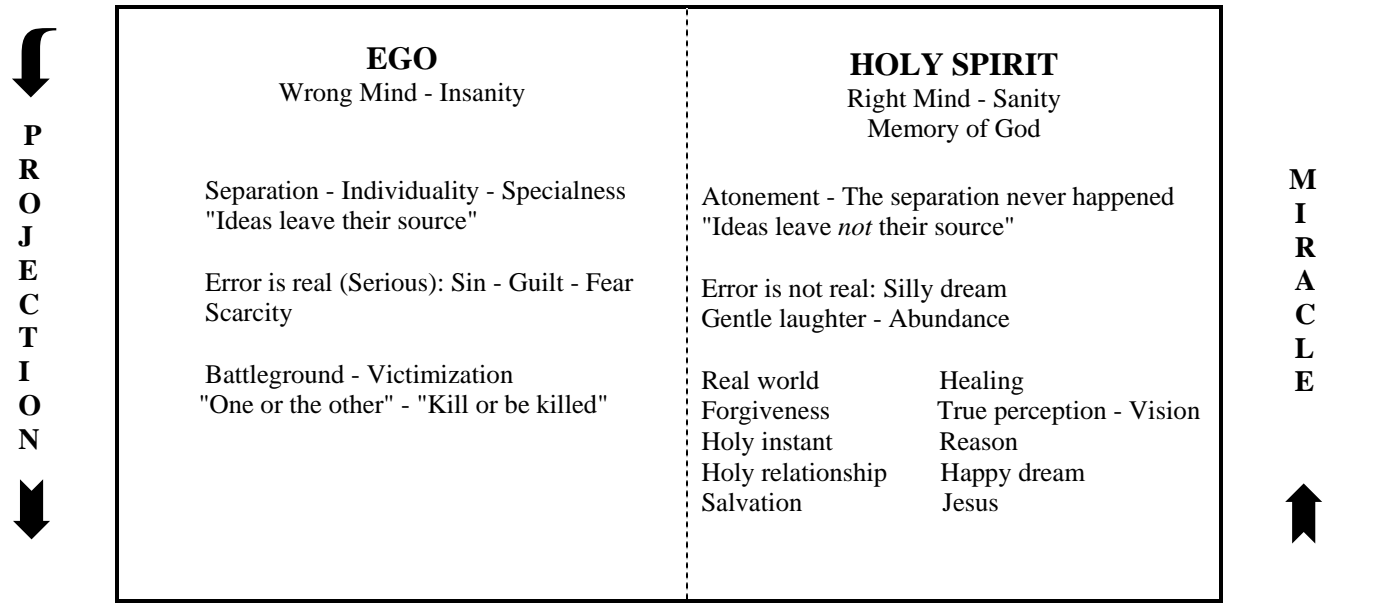 PROJECTION
EGO
Wrong Mind - Insanity
Separation - Individuality - Specialness
"Ideas leave their source"
Error is real (Serious): Sin - Guilt - Fear
Scarcity
Battleground - Victimization
"One or the other" - "Kill or be killed"
HOLY SPIRIT
Right Mind - Sanity
Memory of God
Atonement - The separation never happened
"Ideas leave not their source"
Error is not real: Silly dream
Gentle laughter - Abundance
Real world Healing
Forgiveness True perception - Vision
Holy instant Reason
Holy relationship Happy dream
Salvation Jesus
MIRACLE